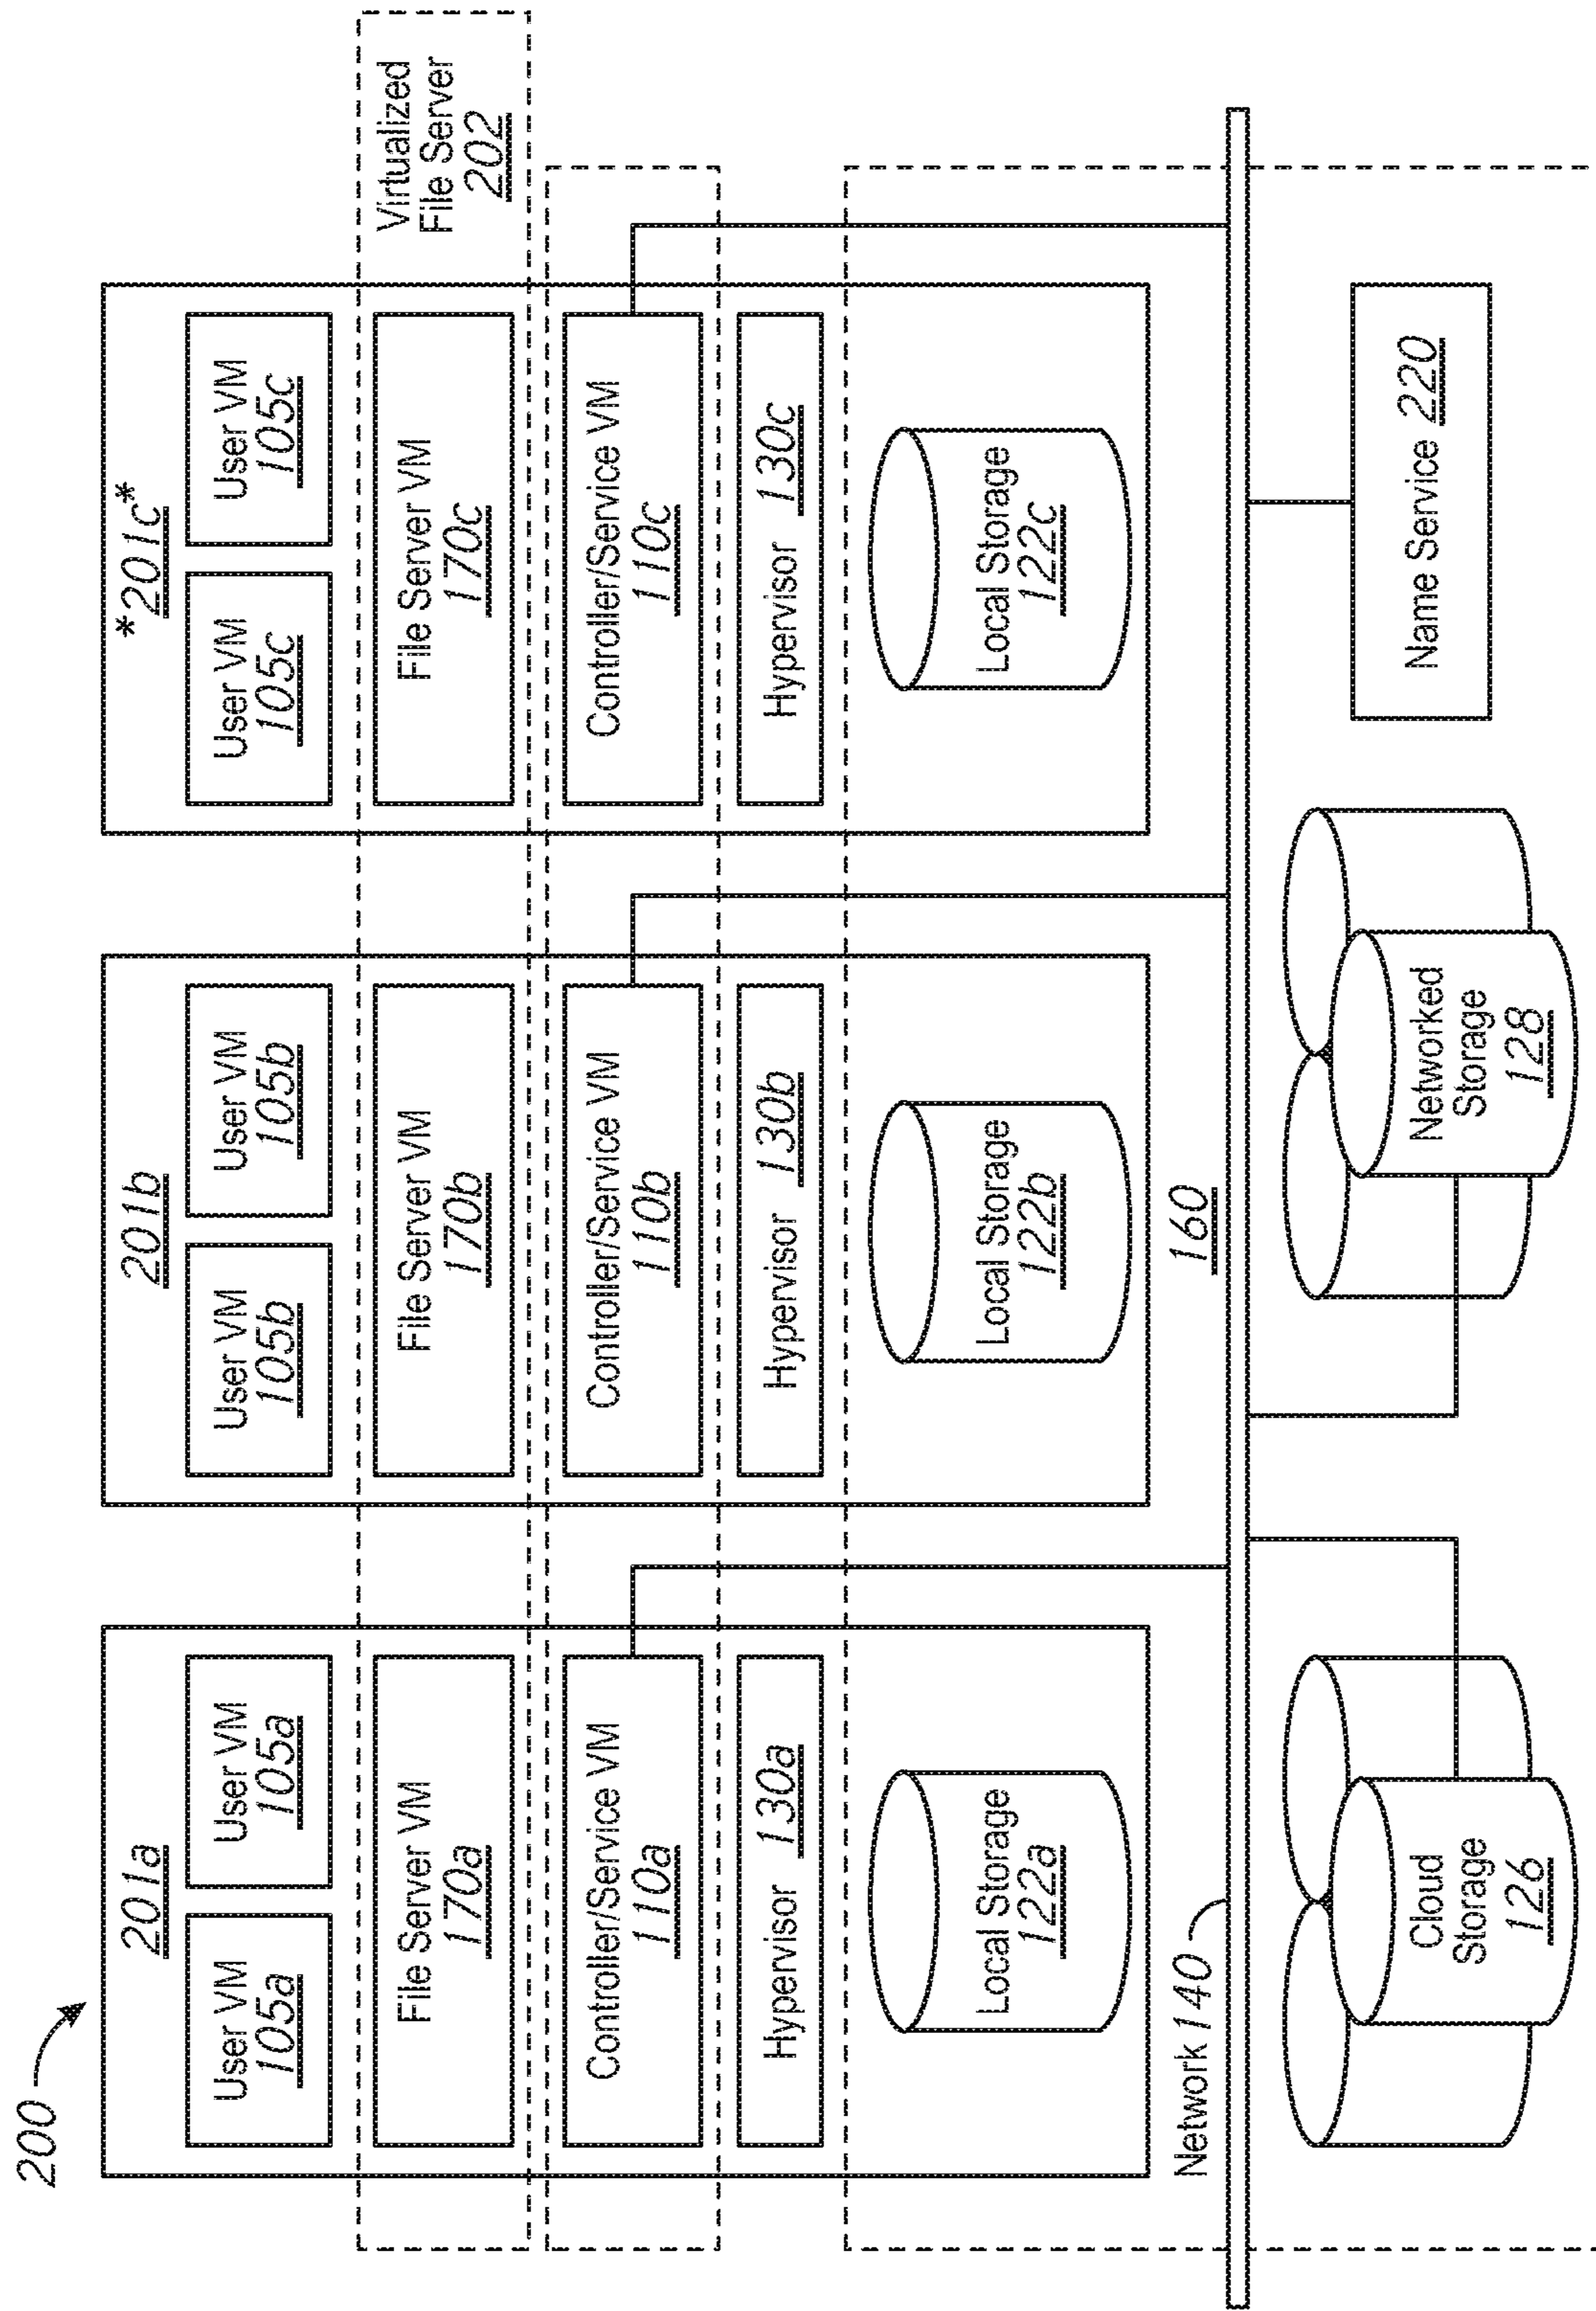 200
201a
User VM
105a
User VM
105a
File Server VM
170a
Controller/Service VM
110a
Hypervisor 130a
Local Storage
122a
201b
User VM
105b
User VM
105b
File Server VM
170b
Controller/Service VM
110b
Hypervisor 130b
Local Storage
122b
*201c*
User VM
105c
User VM
105c
File Server VM
170c
Controller/Service VM
110c
Hypervisor 130c
Local Storage
122c
Virtualized
File Server
202
Network 140
160
Cloud
Storage
126
Networked
Storage
128
Name Service 220